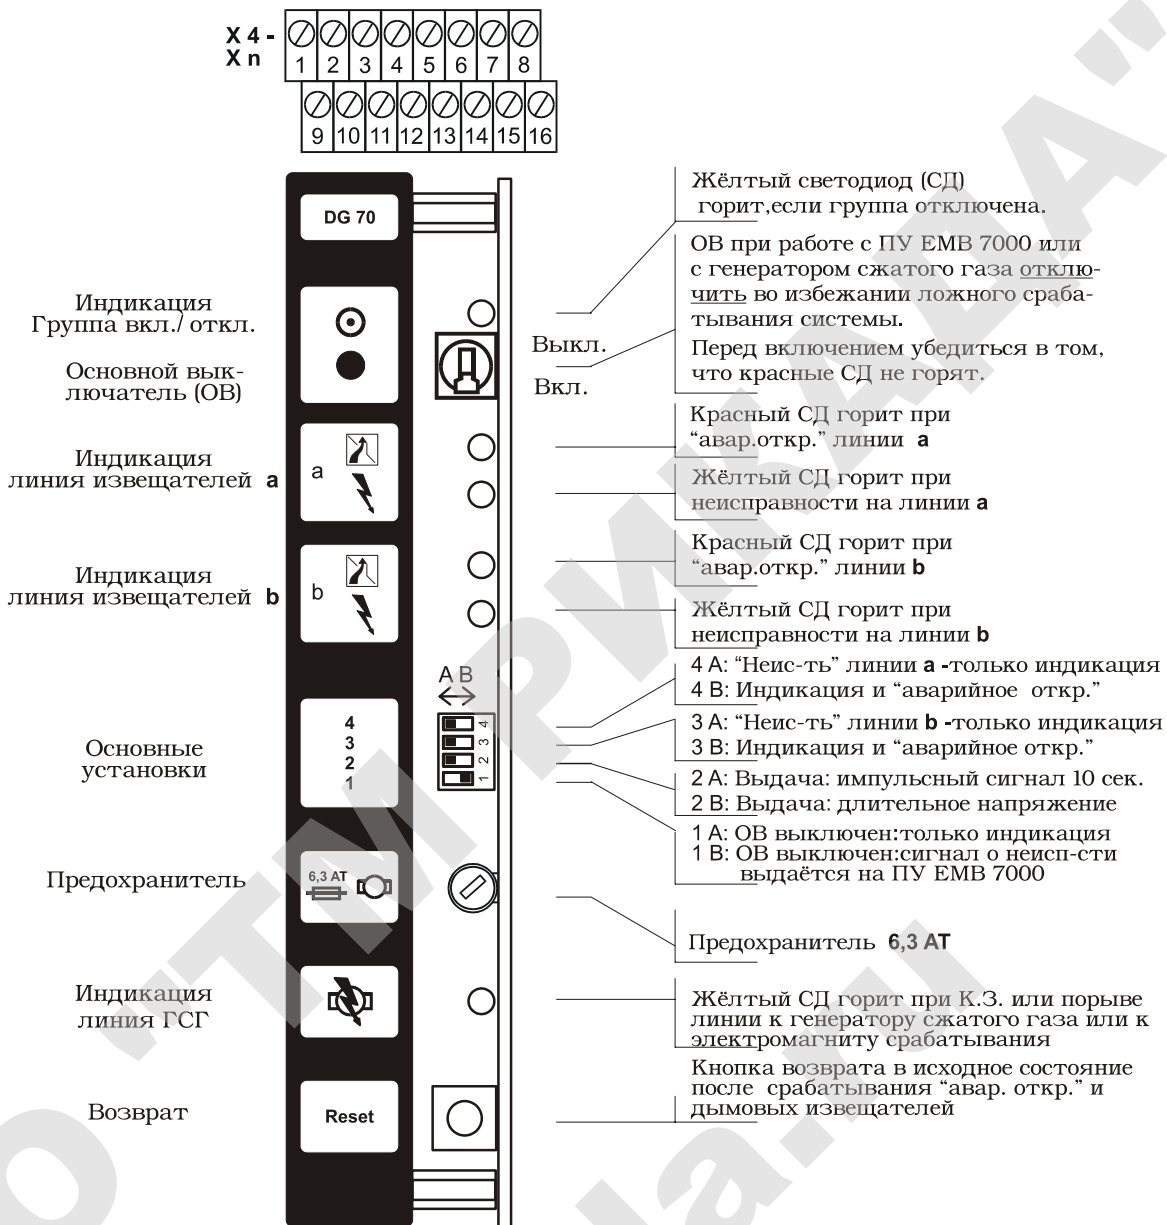 X 4 -
X n
1 2 3 4 5 6 7 8
9 10 11 12 13 14 15 16
DG 70
Индикация
Группа вкл./ откл.
Основной вык-
лючатель (ОВ)
Выкл.
Вкл.
Жёлтый светодиод (СД)
горит,если группа отключена.
ОВ при работе с ПУ ЕМВ 7000 или
с генератором сжатого газа отклю-
чить во избежании ложного сраба-
тывания системы.
Перед включением убедиться в том,
что красные СД не горят.
Индикация
линия извещателей a
a
Красный СД горит при
“авар.откр.” линии a
Жёлтый СД горит при
неисправности на линии a
Индикация
линия извещателей b
b
Красный СД горит при
“авар.откр.” линии b
Жёлтый СД горит при
неисправности на линии b
A B
Основные
установки
4
3
2
1
4
3
2
1
4 A: “Неис-ть” линии a -только индикация
4 B: Индикация и “аварийное откр.”
3 A: “Неис-ть” линии b -только индикация
3 B: Индикация и “аварийное откр.”
2 A: Выдача: импульсный сигнал 10 сек.
2 B: Выдача: длительное напряжение
1 A: ОВ выключен:только индикация
1 B: ОВ выключен:сигнал о неисп-сти
выдаётся на ПУ ЕМВ 7000
Предохранитель
6,3 AT
Предохранитель 6,3 АТ
Индикация
линия ГСГ
Жёлтый СД горит при К.З. или порыве
линии к генератору сжатого газа или к
электромагниту срабатывания
Возврат
Reset
Кнопка возврата в исходное состояние
после срабатывания “авар. откр.” и
дымовых извещателей
О "ТМ РИКАДА"
da.ru